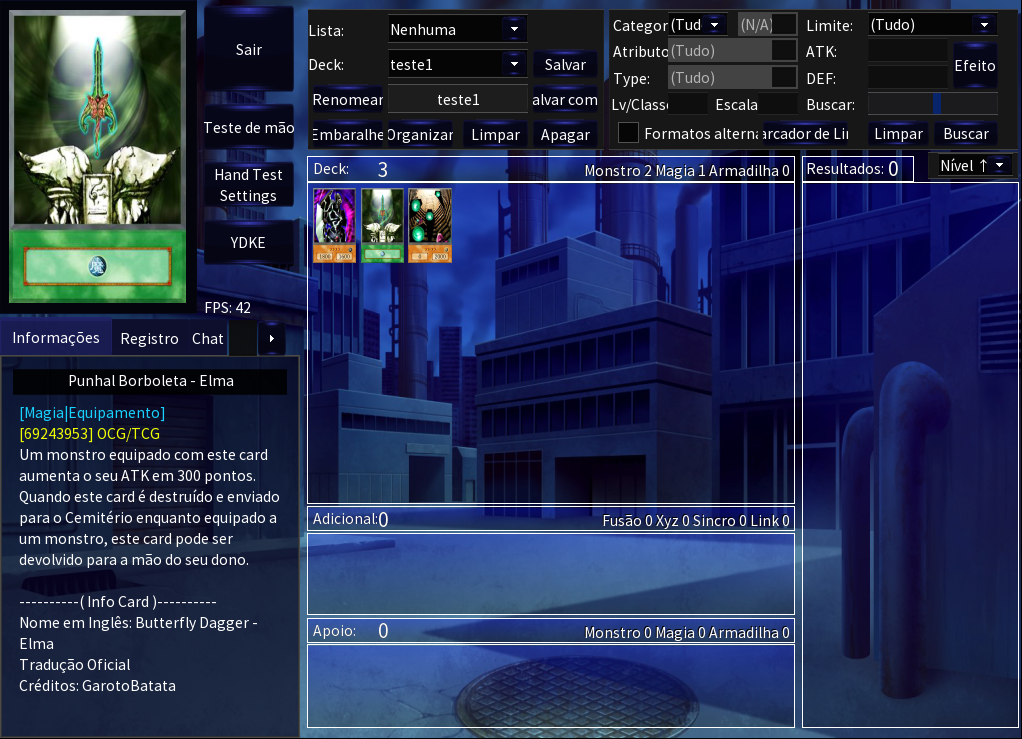 Sair
Teste de mão
Hand Test
Settings
YDKE
FPS: 42
Lista:
Nenhuma
Deck:
teste1
Salvar
Renomear
teste1
alvar com
Embaralhe
Organizar
Limpar
Apagar
Categor
(Tud
(N/A)
Limite:
(Tudo)
Atributo
(Tudo)
ATK:
Efeito
Type:
(Tudo)
DEF:
Lv/Classe
Escala
Buscar:
Formatos alterna
arcador de Lin
Limpar
Buscar
Deck:
3
Monstro 2 Magia 1 Armadilha 0
Resultados: 0
Nível ↑
Informações
Registro
Chat
Punhal Borboleta - Elma
[Magia|Equipamento]
[69243953] OCG/TCG
Um monstro equipado com este card
aumenta o seu ATK em 300 pontos.
Quando este card é destruído e enviado
para o Cemitério enquanto equipado a
um monstro, este card pode ser
devolvido para a mão do seu dono.
----------( Info Card )----------
Nome em Inglês: Butterfly Dagger -
Elma
Tradução Oficial
Créditos: GarotoBatata
Adicional:0
Fusão 0 Xyz 0 Sincro 0 Link 0
Apoio:
0
Monstro 0 Magia 0 Armadilha 0